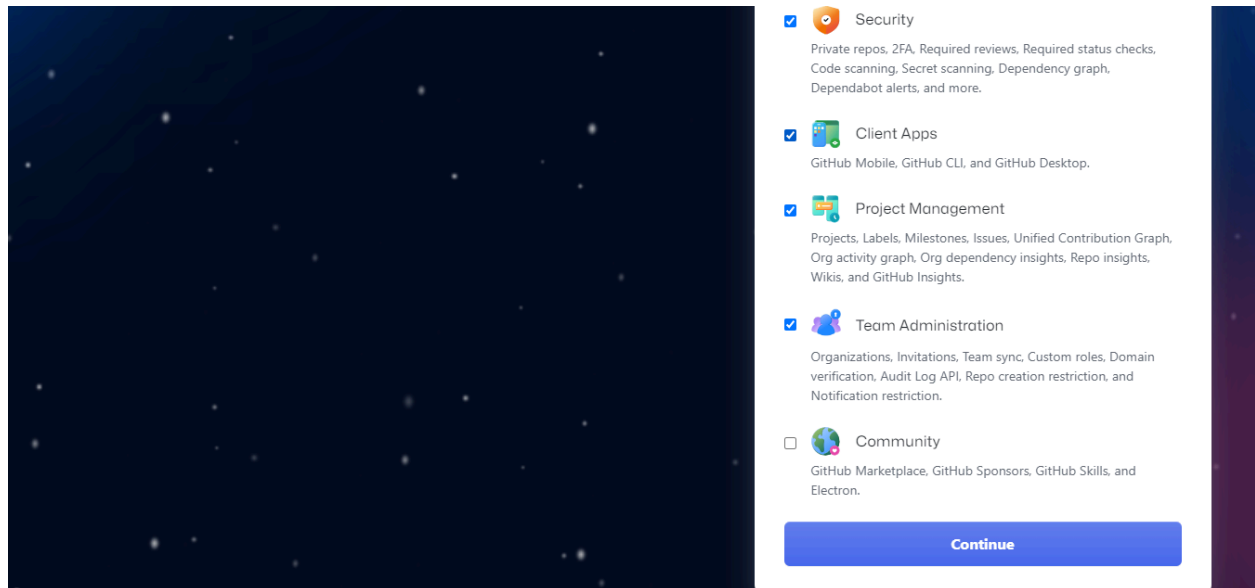 Security
Private repos, 2FA, Required reviews, Required status checks,
Code scanning, Secret scanning, Dependency graph,
Dependabot alerts, and more.
Client Apps
GitHub Mobile, GitHub CLI, and GitHub Desktop.
Project Management
Projects, Labels, Milestones, Issues, Unified Contribution Graph,
Org activity graph, Org dependency insights, Repo insights,
Wikis, and GitHub Insights.
Team Administration
Organizations, Invitations, Team sync, Custom roles, Domain
verification, Audit Log API, Repo creation restriction, and
Notification restriction.
Community
GitHub Marketplace, GitHub Sponsors, GitHub Skills, and
Electron.
Continue